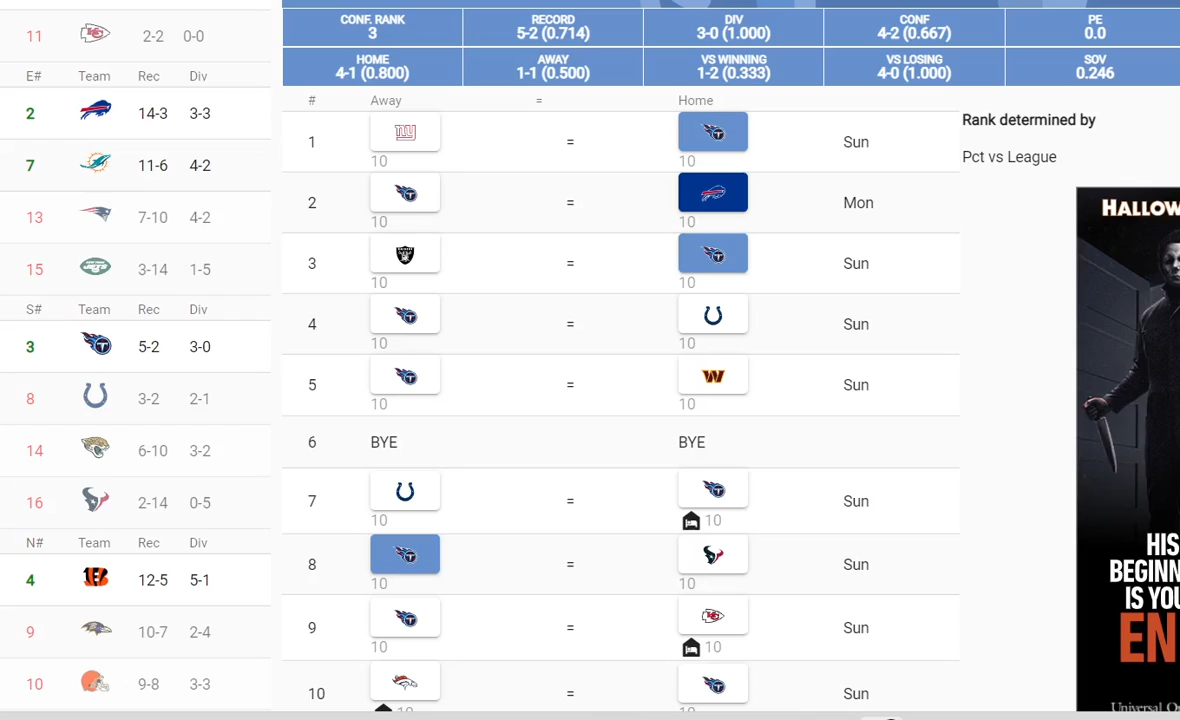 11 2-2 0-0
E# Team Rec Div
2 14-3 3-3
7 11-6 4-2
13 7-10 4-2
15 3-14 1-5
S# Team Rec Div
3 5-2 3-0
8 3-2 2-1
14 6-10 3-2
16 2-14 0-5
N# Team Rec Div
4 12-5 5-1
9 10-7 2-4
10 9-8 3-3
CONF. RANK RECORD DIV CONF PE
3 5-2 (0.714) 3-0 (1.000) 4-2 (0.667) 0.0
HOME AWAY VS WINNING VS LOSING SOV
4-1 (0.800) 1-1 (0.500) 1-2 (0.333) 4-0 (1.000) 0.246
# Away = Home
ny
1 = Sun
10 10
2 = Mon
10 10
3 = Sun
10 10
4 = Sun
10 10
W
5 = Sun
10 10
6 BYE BYE
7 = Sun
10 10
8 = Sun
10 10
9 = Sun
10 10
10 = Sun
10 10
Rank determined by
Pct vs League
HALLOW
HIS
BEGINN
IS YOU
EN
Universal Or